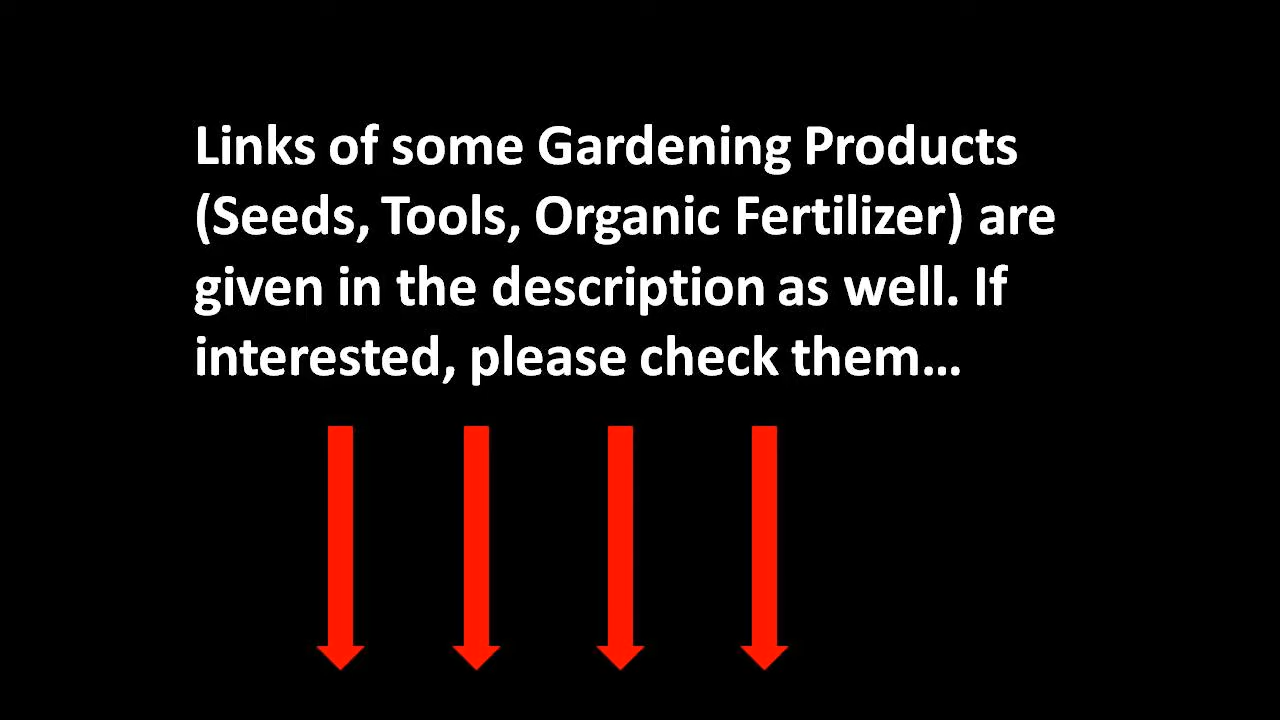 Links of some Gardening Products
(Seeds, Tools, Organic Fertilizer) are
given in the description as well. If
interested, please check them…